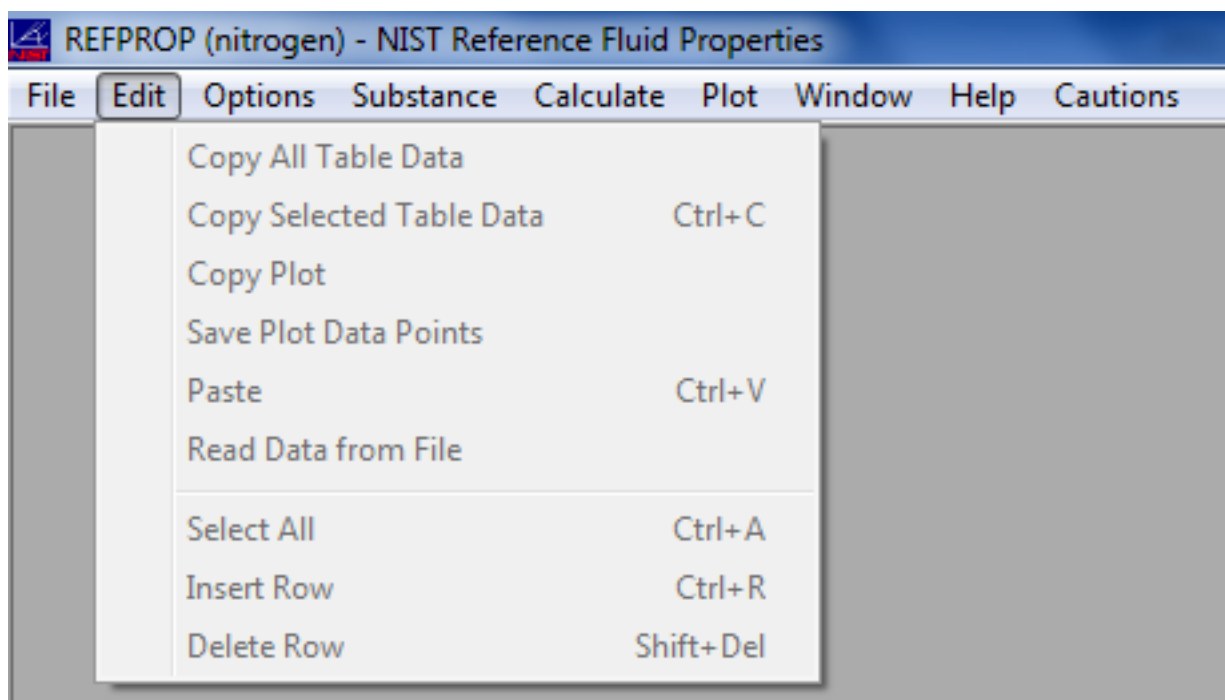 NIST
REFPROP (nitrogen) - NIST Reference Fluid Properties
File Edit Options Substance Calculate Plot Window Help Cautions
Copy All Table Data
Copy Selected Table Data Ctrl+C
Copy Plot
Save Plot Data Points
Paste Ctrl+V
Read Data from File
Select All Ctrl+A
Insert Row Ctrl+R
Delete Row Shift+Del